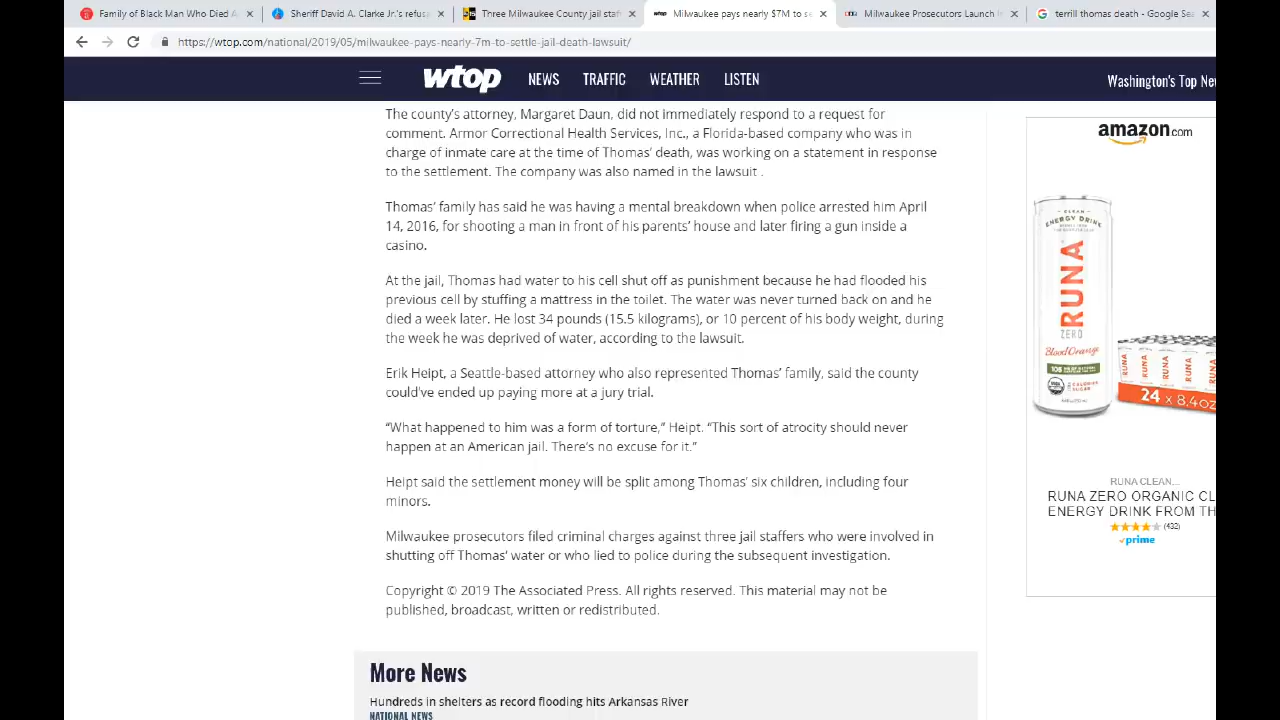 Family of Black Man Who Died A
Sheriff David A. Clarke Jr.'s refusa
Three Milwaukee County jail staf
Milwaukee pays nearly $7M to se
Milwaukee Prosecutors Launch I
terrill thomas death - Google Sea
https://wtop.com/national/2019/05/milwaukee-pays-nearly-7m-to-settle-jail-death-lawsuit/
wtop NEWS TRAFFIC WEATHER LISTEN Washington's Top Nev
The county's attorney, Margaret Daun, did not immediately respond to a request for
comment. Armor Correctional Health Services, Inc., a Florida-based company who was in
charge of inmate care at the time of Thomas' death, was working on a statement in response
to the settlement. The company was also named in the lawsuit .
Thomas' family has said he was having a mental breakdown when police arrested him April
14, 2016, for shooting a man in front of his parents' house and later firing a gun inside a
casino.
At the jail, Thomas had water to his cell shut off as punishment because he had flooded his
previous cell by stuffing a mattress in the toilet. The water was never turned back on and he
died a week later. He lost 34 pounds (15.5 kilograms), or 10 percent of his body weight, during
the week he was deprived of water, according to the lawsuit.
Erik Heipt, a Seattle-based attorney who also represented Thomas' family, said the county
could've ended up paying more at a jury trial.
“What happened to him was a form of torture,” Heipt. “This sort of atrocity should never
happen at an American jail. There's no excuse for it.”
Heipt said the settlement money will be split among Thomas' six children, including four
minors.
Milwaukee prosecutors filed criminal charges against three jail staffers who were involved in
shutting off Thomas' water or who lied to police during the subsequent investigation.
Copyright © 2019 The Associated Press. All rights reserved. This material may not be
published, broadcast, written or redistributed.
More News
Hundreds in shelters as record flooding hits Arkansas River
NATIONAL NEWS
amazon.com
CLEAN
ENERGY DRINK
RUNA
ZERO
Blood Orange
24 x 8.4oz
RUNA CLEAN,...
RUNA ZERO ORGANIC CL
ENERGY DRINK FROM TH
(432)
prime